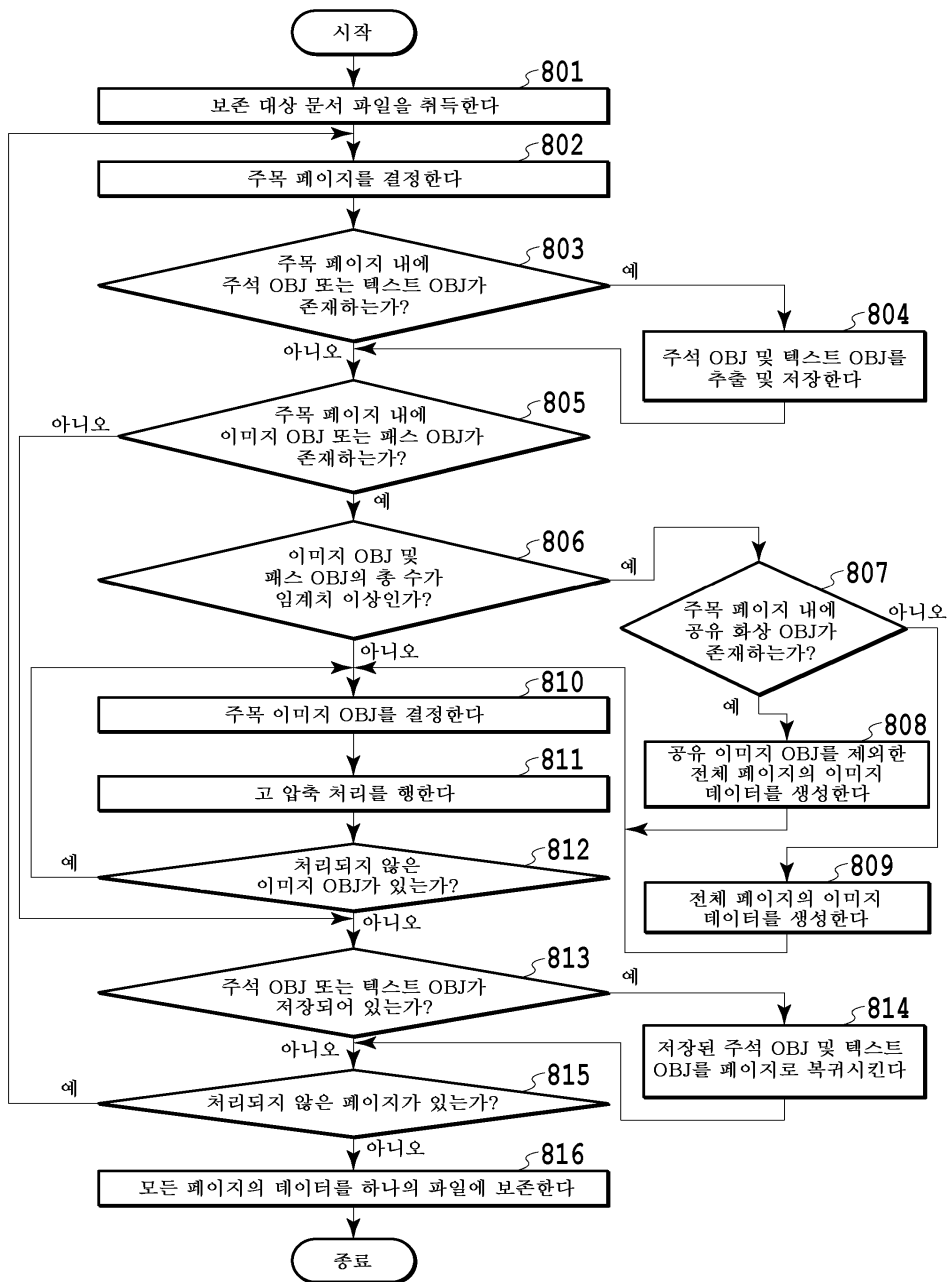 시작
801
보존 대상 문서 파일을 취득한다
802
주목 페이지를 결정한다
803
주목 페이지 내에
주석 OBJ 또는 텍스트 OBJ가
존재하는가?
예
아니오
804
주석 OBJ 및 텍스트 OBJ를
추출 및 저장한다
805
주목 페이지 내에
이미지 OBJ 또는 패스 OBJ가
존재하는가?
아니오
예
806
이미지 OBJ 및
패스 OBJ의 총 수가
임계치 이상인가?
예
아니오
807
주목 페이지 내에
공유 화상 OBJ가
존재하는가?
아니오
예
808
공유 이미지 OBJ를 제외한
전체 페이지의 이미지
데이터를 생성한다
809
전체 페이지의 이미지
데이터를 생성한다
810
주목 이미지 OBJ를 결정한다
811
고 압축 처리를 행한다
812
처리되지 않은
이미지 OBJ가 있는가?
예
아니오
813
주석 OBJ 또는 텍스트 OBJ가
저장되어 있는가?
예
아니오
814
저장된 주석 OBJ 및 텍스트
OBJ를 페이지로 복귀시킨다
815
처리되지 않은 페이지가 있는가?
예
아니오
816
모든 페이지의 데이터를 하나의 파일에 보존한다
종료